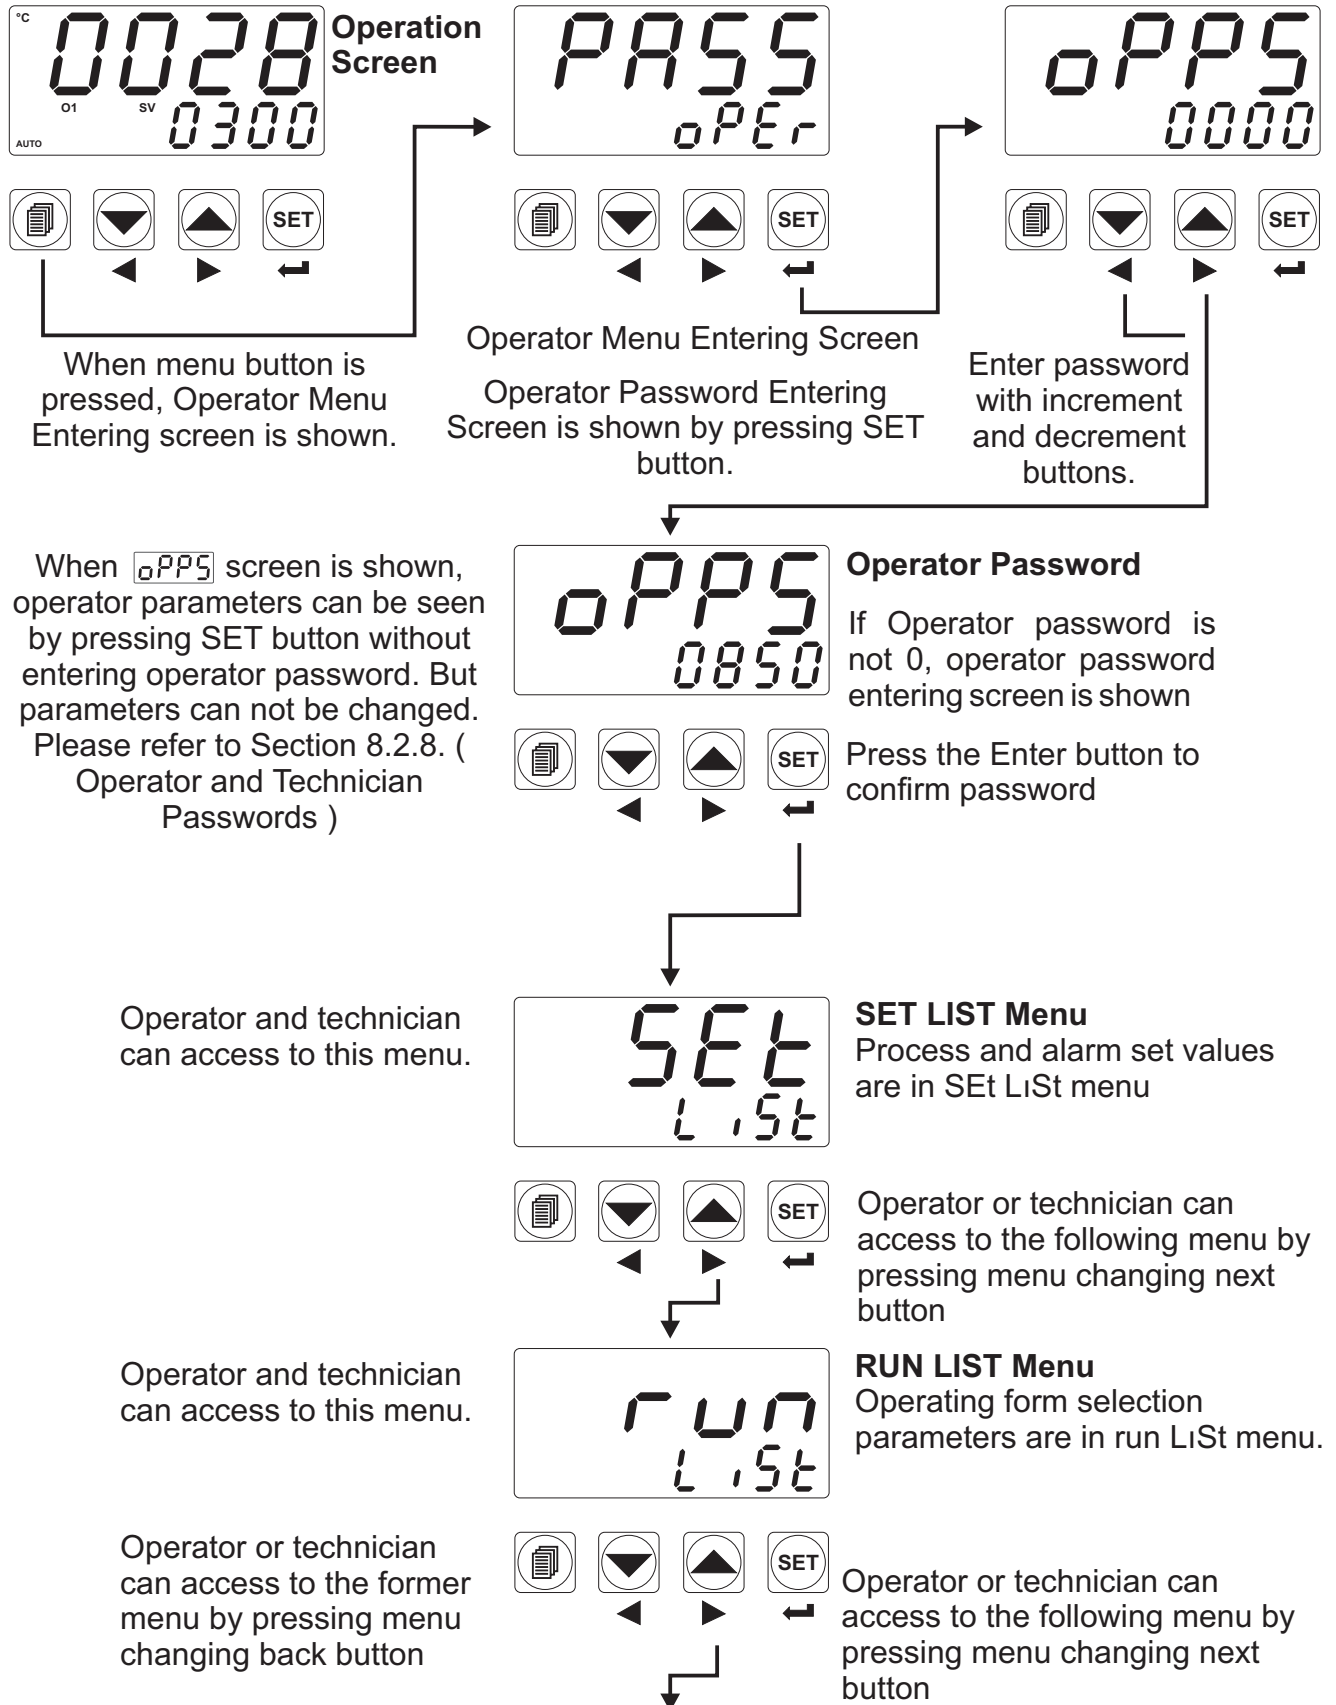 °C
0028
O1
SV
0300
AUTO
Operation
Screen
PASS
oPEr
oPPS
0000
SET
SET
SET
When menu button is
pressed, Operator Menu
Entering screen is shown.
Operator Menu Entering Screen
Operator Password Entering
Screen is shown by pressing SET
button.
Enter password
with increment
and decrement
buttons.
When oPPS screen is shown,
operator parameters can be seen
by pressing SET button without
entering operator password. But
parameters can not be changed.
Please refer to Section 8.2.8. (
Operator and Technician
Passwords )
oPPS
0850
SET
Operator Password
If Operator password is
not 0, operator password
entering screen is shown
Press the Enter button to
confirm password
Operator and technician
can access to this menu.
SEt
LıSt
SET
SET LIST Menu
Process and alarm set values
are in SEt LıSt menu
Operator or technician can
access to the following menu by
pressing menu changing next
button
Operator and technician
can access to this menu.
run
LıSt
RUN LIST Menu
Operating form selection
parameters are in run LıSt menu.
Operator or technician
can access to the former
menu by pressing menu
changing back button
SET
Operator or technician can
access to the following menu by
pressing menu changing next
button